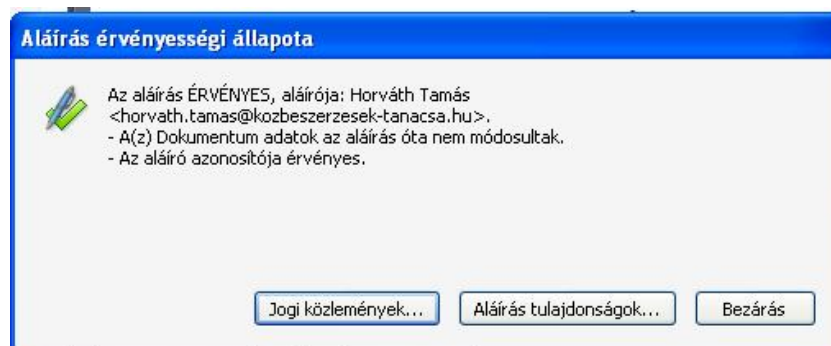 Aláírás érvényességi állapota
Az aláírás ÉRVÉNYES, aláírója: Horváth Tamás
<horvath.tamas@kozbeszerzesek-tanacsa.hu>.
- A(z) Dokumentum adatok az aláírás óta nem módosultak.
- Az aláíró azonosítója érvényes.
Jogi közlemények... Aláírás tulajdonságok... Bezárás